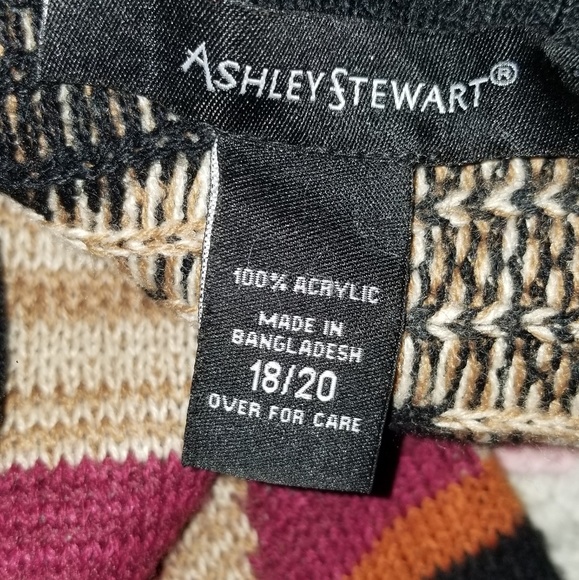 ASHLEY STEWART®
100% ACRYLIC
MADE IN
BANGLADESH
18/20
OVER FOR CARE